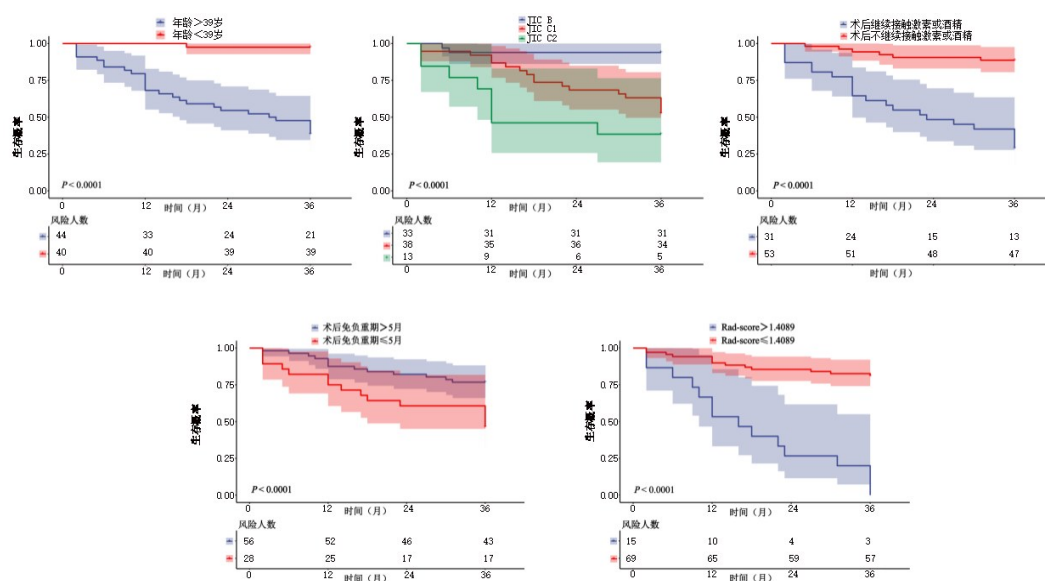 年龄>39岁
年龄<39岁
1.00
0.75
0.50
0.25
0.00
生存概率
P < 0.0001
0 12 24 36
时间（月）
风险人数
44 33 24 21
40 40 39 39
0 12 24 36
时间（月）
JIC B
JIC C1
JIC C2
1.00
0.75
0.50
0.25
0.00
生存概率
P < 0.0001
0 12 24 36
时间（月）
风险人数
33 31 31 31
38 35 36 34
13 9 6 5
0 12 24 36
时间（月）
术后继续接触激素或酒精
术后不继续接触激素或酒精
1.00
0.75
0.50
0.25
0.00
生存概率
P < 0.0001
0 12 24 36
时间（月）
风险人数
31 24 15 13
53 51 48 47
0 12 24 36
时间（月）
术后免负重期>5月
术后免负重期≤5月
1.00
0.75
0.50
0.25
0.00
生存概率
P < 0.0001
0 12 24 36
时间（月）
风险人数
56 52 46 43
28 25 17 17
0 12 24 36
时间（月）
Rad-score>1.4089
Rad-score≤1.4089
1.00
0.75
0.50
0.25
0.00
生存概率
P < 0.0001
0 12 24 36
时间（月）
风险人数
15 10 4 3
69 65 59 57
0 12 24 36
时间（月）